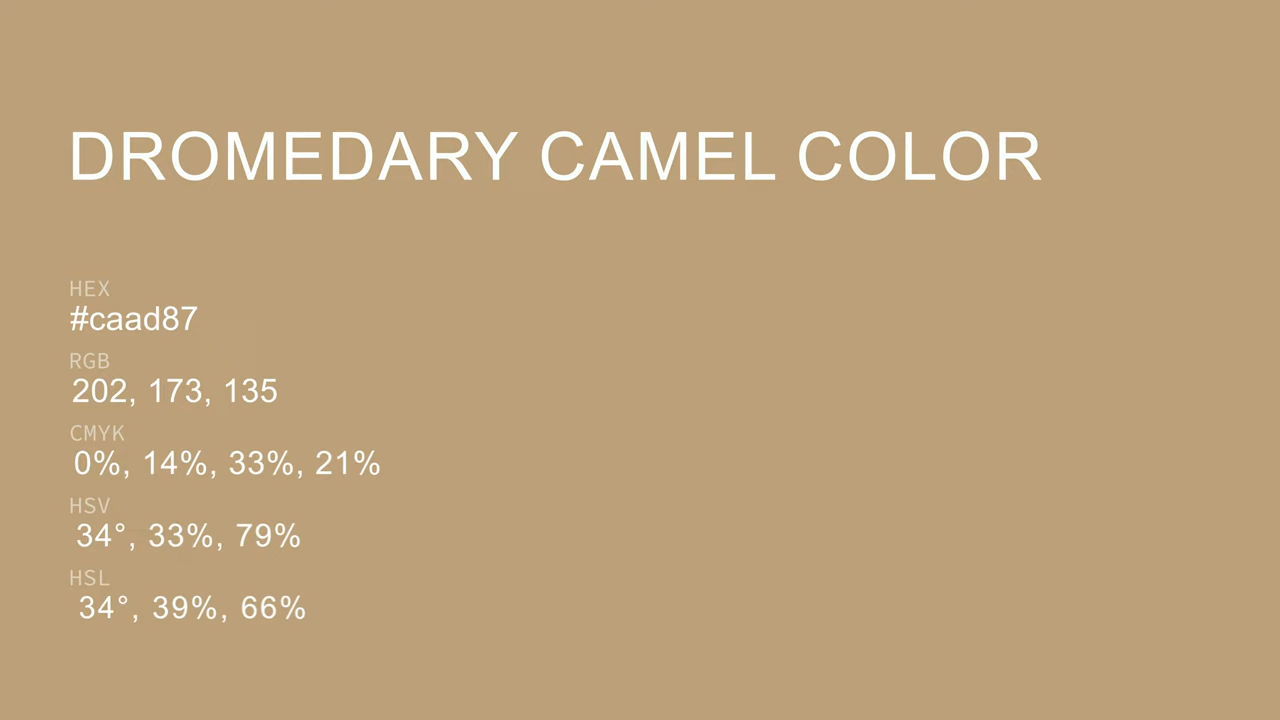 DROMEDARY CAMEL COLOR
HEX
#caad87
RGB
202, 173, 135
CMYK
0%, 14%, 33%, 21%
HSV
34°, 33%, 79%
HSL
34°, 39%, 66%